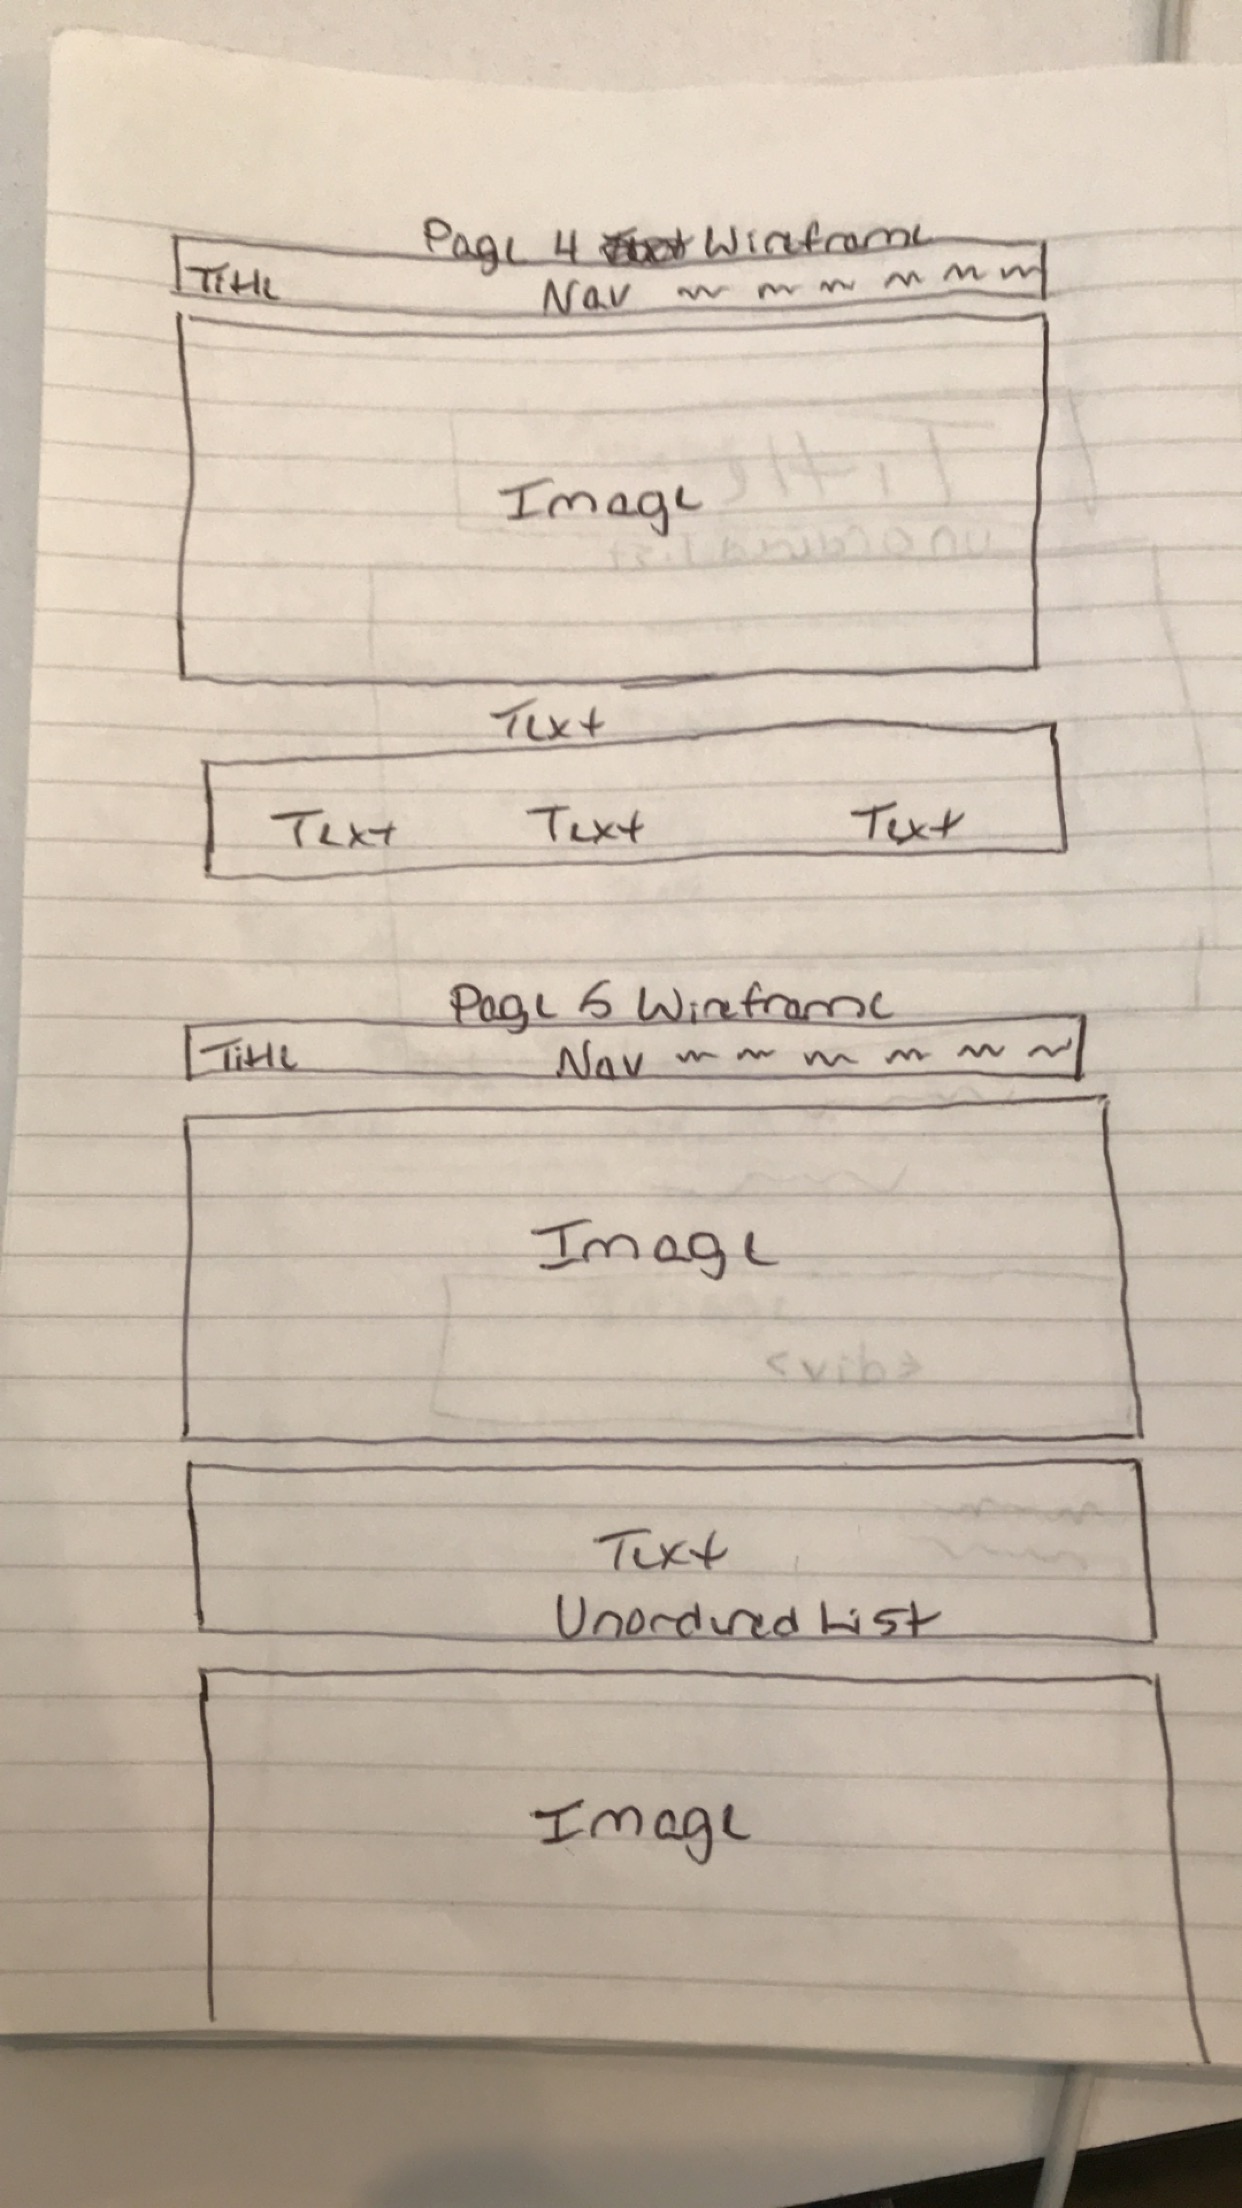 Page 4 Wireframe
Title Nav
Image
Text
Text Text Text
Page 5 Wireframe
Title Nav
Image
Text
Unordered List
Image